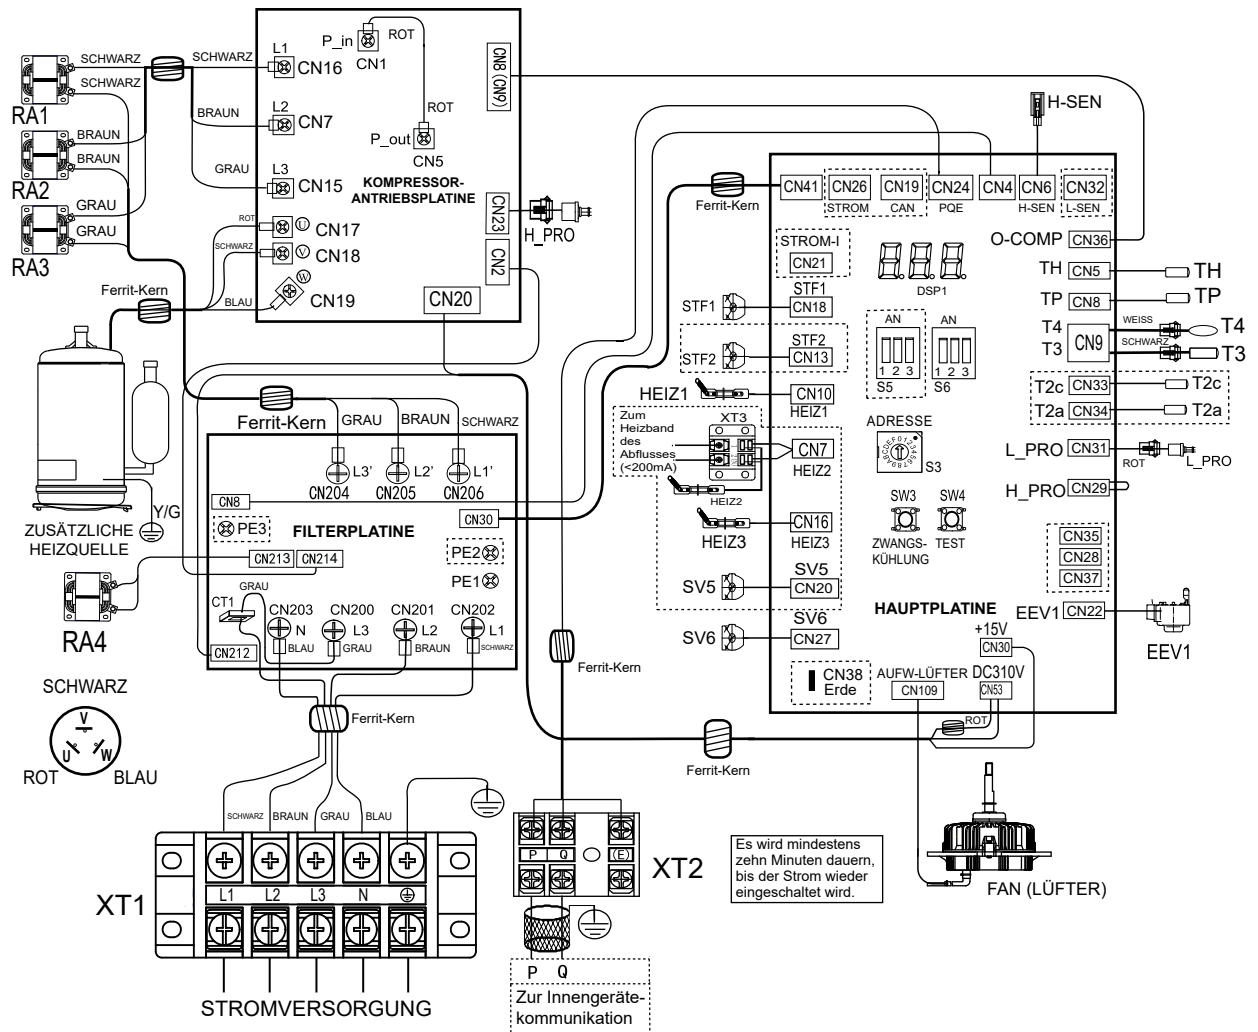 SCHWARZ
SCHWARZ
RA1
BRAUN
BRAUN
RA2
GRAU
GRAU
RA3
SCHWARZ
BRAUN
GRAU
L1
CN16
L2
CN7
L3
CN15
ROT
U
CN17
SCHWARZ
V
CN18
BLAU
W
CN19
P_in
CN1
ROT
ROT
P_out
CN5
KOMPRESSOR-
ANTRIEBSPLATINE
CN8 (CN9)
CN23
H_PRO
CN2
CN20
Ferrit-Kern
Y/G
ZUSÄTZLICHE
HEIZQUELLE
RA4
Ferrit-Kern
GRAU
BRAUN
SCHWARZ
L3'
L2'
L1'
CN204
CN205
CN206
CN8
CN30
PE3
FILTERPLATINE
PE2
PE1
CN213
CN214
GRAU
CT1
CN203
CN200
CN201
CN202
N
L3
L2
L1
BLAU
GRAU
BRAUN
SCHWARZ
CN212
Ferrit-Kern
SCHWARZ
V
U
W
ROT
BLAU
SCHWARZ
BRAUN
GRAU
BLAU
XT1
L1
L2
L3
N
STROMVERSORGUNG
Ferrit-Kern
Ferrit-Kern
Ferrit-Kern
P
Q
(E)
XT2
P
Q
Zur Innengeräte-
kommunikation
Es wird mindestens
zehn Minuten dauern,
bis der Strom wieder
eingeschaltet wird.
H-SEN
CN41
CN26
CN19
CN24
CN4
CN6
CN32
STROM
CAN
PQE
H-SEN
L-SEN
STROM-I
CN21
DSP1
O-COMP
CN36
TH
CN5
TH
TP
CN8
TP
T4
T3
CN9
WEISS
T4
SCHWARZ
T3
T2c
CN33
T2c
T2a
CN34
T2a
L_PRO
CN31
ROT
L_PRO
H_PRO
CN29
CN35
CN28
CN37
EEV1
CN22
EEV1
STF1
STF1
CN18
STF2
STF2
CN13
HEIZ1
CN10
HEIZ1
Zum
Heizband
des
Abflusses
(<200mA)
XT3
CN7
HEIZ2
HEIZ2
CN16
HEIZ3
HEIZ3
SV5
SV5
CN20
SV6
SV6
CN27
AN
1 2 3
S5
AN
1 2 3
S6
ADRESSE
0123456789ABCDEF
S3
SW3
SW4
ZWANGS-
KÜHLUNG
TEST
HAUPTPLATINE
+15V
CN30
CN38
Erde
AUFW-LÜFTER
CN109
DC310V
CN53
ROT
FAN (LÜFTER)